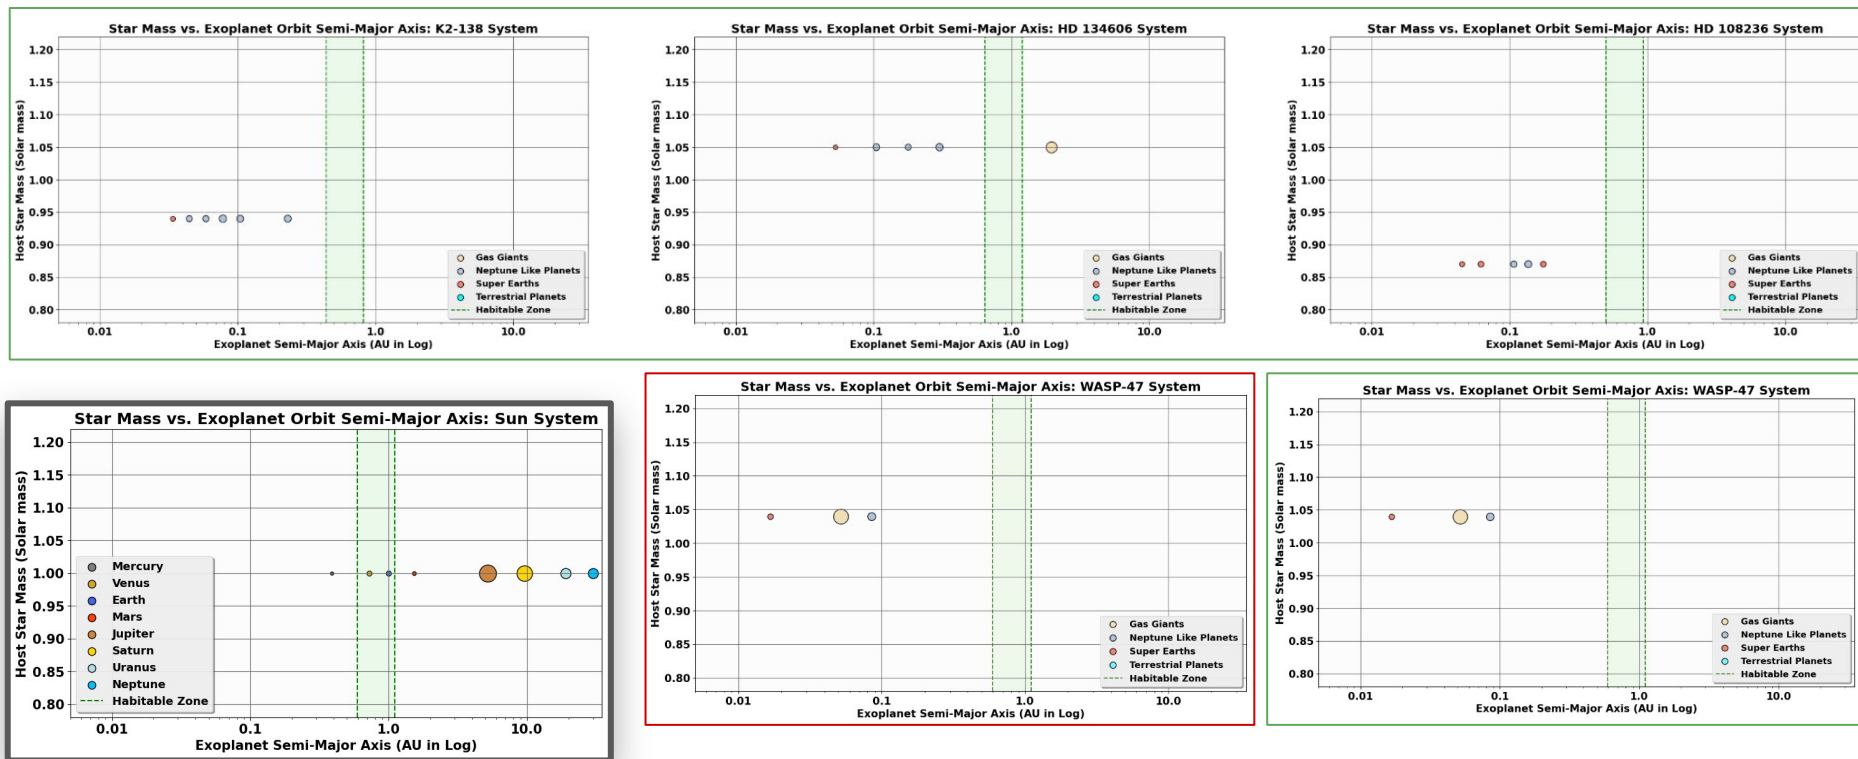 Star Mass vs. Exoplanet Orbit Semi-Major Axis: K2-138 System
1.20
1.15
1.10
1.05
1.00
0.95
0.90
0.85
0.80
Host Star Mass (Solar mass)
Gas Giants
Neptune Like Planets
Super Earths
Terrestrial Planets
Habitable Zone
0.01 0.1 1.0 10.0
Exoplanet Semi-Major Axis (AU in Log)
Star Mass vs. Exoplanet Orbit Semi-Major Axis: HD 134606 System
1.20
1.15
1.10
1.05
1.00
0.95
0.90
0.85
0.80
Host Star Mass (Solar mass)
Gas Giants
Neptune Like Planets
Super Earths
Terrestrial Planets
Habitable Zone
0.01 0.1 1.0 10.0
Exoplanet Semi-Major Axis (AU in Log)
Star Mass vs. Exoplanet Orbit Semi-Major Axis: HD 108236 System
1.20
1.15
1.10
1.05
1.00
0.95
0.90
0.85
0.80
Host Star Mass (Solar mass)
Gas Giants
Neptune Like Planets
Super Earths
Terrestrial Planets
Habitable Zone
0.01 0.1 1.0 10.0
Exoplanet Semi-Major Axis (AU in Log)
Star Mass vs. Exoplanet Orbit Semi-Major Axis: Sun System
1.20
1.15
1.10
1.05
1.00
0.95
0.90
0.85
0.80
Host Star Mass (Solar mass)
Mercury
Venus
Earth
Mars
Jupiter
Saturn
Uranus
Neptune
Habitable Zone
0.01 0.1 1.0 10.0
Exoplanet Semi-Major Axis (AU in Log)
Star Mass vs. Exoplanet Orbit Semi-Major Axis: WASP-47 System
1.20
1.15
1.10
1.05
1.00
0.95
0.90
0.85
0.80
Host Star Mass (Solar mass)
Gas Giants
Neptune Like Planets
Super Earths
Terrestrial Planets
Habitable Zone
0.01 0.1 1.0 10.0
Exoplanet Semi-Major Axis (AU in Log)
Star Mass vs. Exoplanet Orbit Semi-Major Axis: WASP-47 System
1.20
1.15
1.10
1.05
1.00
0.95
0.90
0.85
0.80
Host Star Mass (Solar mass)
Gas Giants
Neptune Like Planets
Super Earths
Terrestrial Planets
Habitable Zone
0.01 0.1 1.0 10.0
Exoplanet Semi-Major Axis (AU in Log)